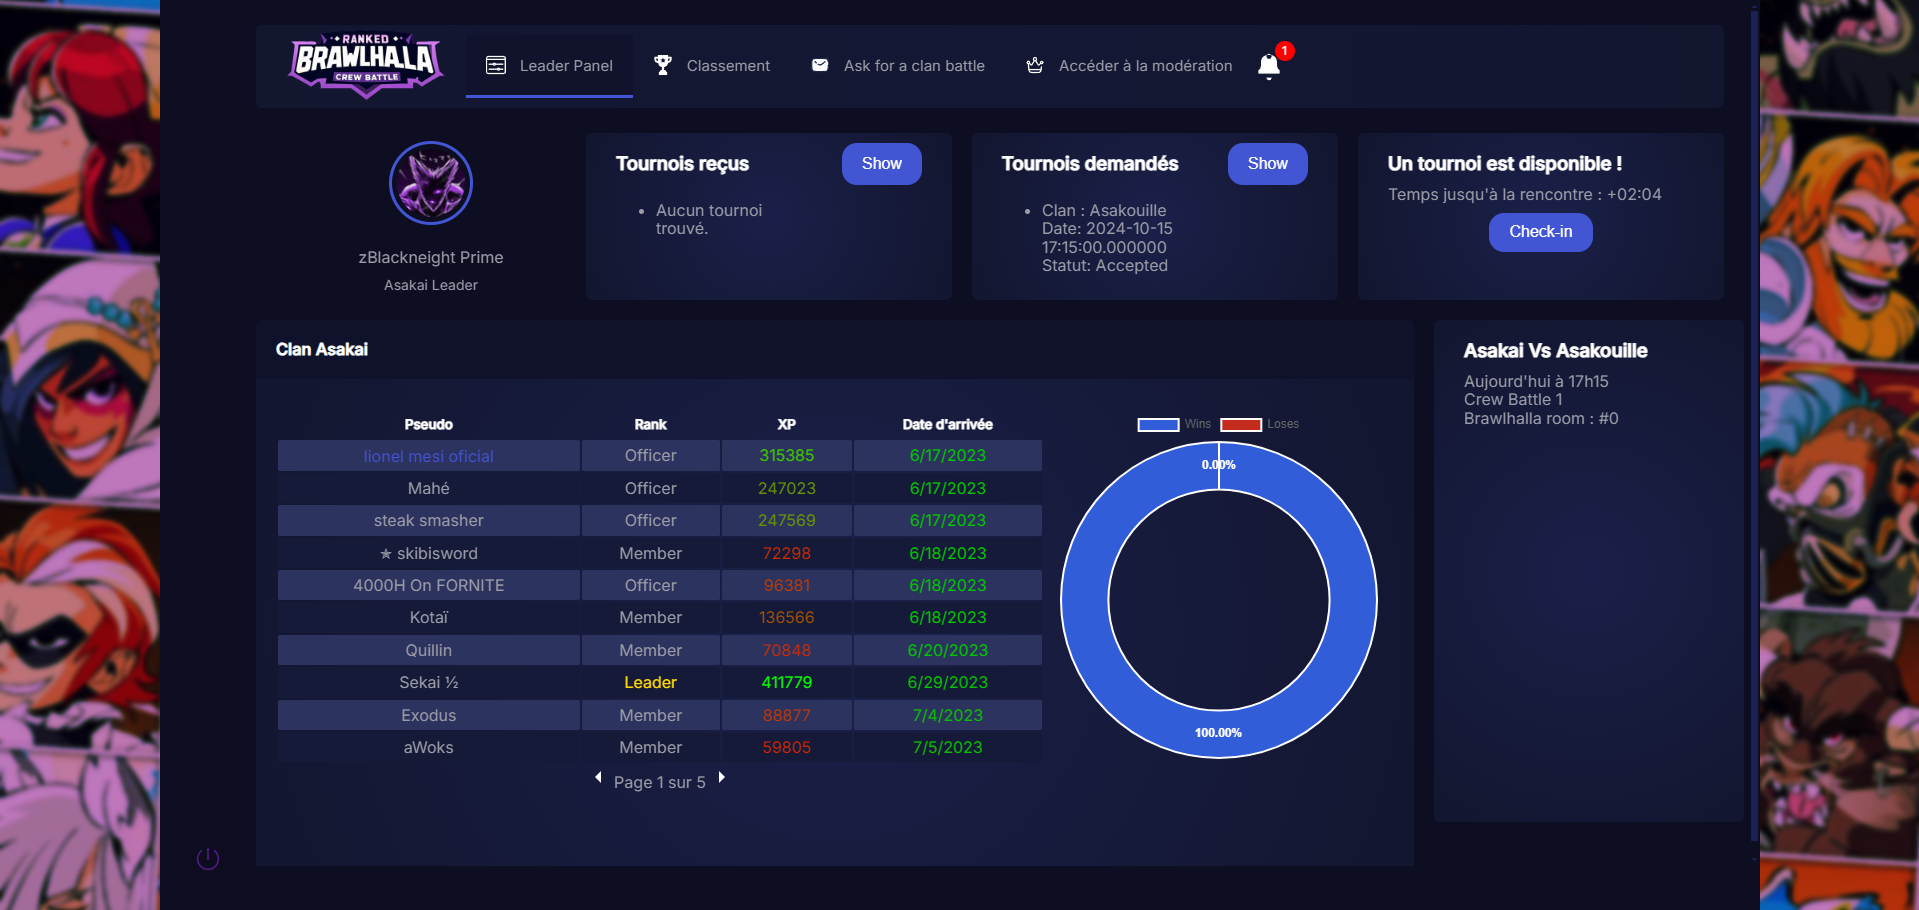 RANKED
BRAWLHALLA
CREW BATTLE
Leader Panel
Classement
Ask for a clan battle
Accéder à la modération
1
zBlackneight Prime
Asakai Leader
Tournois reçus
Show
• Aucun tournoi
trouvé.
Tournois demandés
Show
• Clan : Asakouille
Date: 2024-10-15
17:15:00.000000
Statut: Accepted
Un tournoi est disponible !
Temps jusqu'à la rencontre : +02:04
Check-in
Clan Asakai
Pseudo Rank XP Date d'arrivée
lionel mesi oficial Officer 315385 6/17/2023
Mahé Officer 247023 6/17/2023
steak smasher Officer 247569 6/17/2023
★ skibisword Member 72298 6/18/2023
4000H On FORNITE Officer 96381 6/18/2023
Kotaï Member 136566 6/18/2023
Quillin Member 70848 6/20/2023
Sekai ½ Leader 411779 6/29/2023
Exodus Member 88877 7/4/2023
aWoks Member 59805 7/5/2023
Page 1 sur 5
Wins Loses
0.00%
100.00%
Asakai Vs Asakouille
Aujourd'hui à 17h15
Crew Battle 1
Brawlhalla room : #0